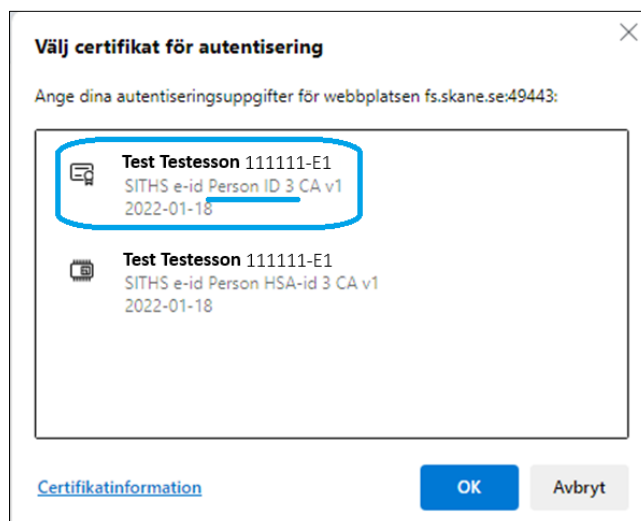 Välj certifikat för autentisering
Ange dina autentiseringsuppgifter för webbplatsen fs.skane.se:49443:
Test Testesson 111111-E1
SITHS e-id Person ID 3 CA v1
2022-01-18
Test Testesson 111111-E1
SITHS e-id Person HSA-id 3 CA v1
2022-01-18
Certifikatinformation
OK
Avbryt